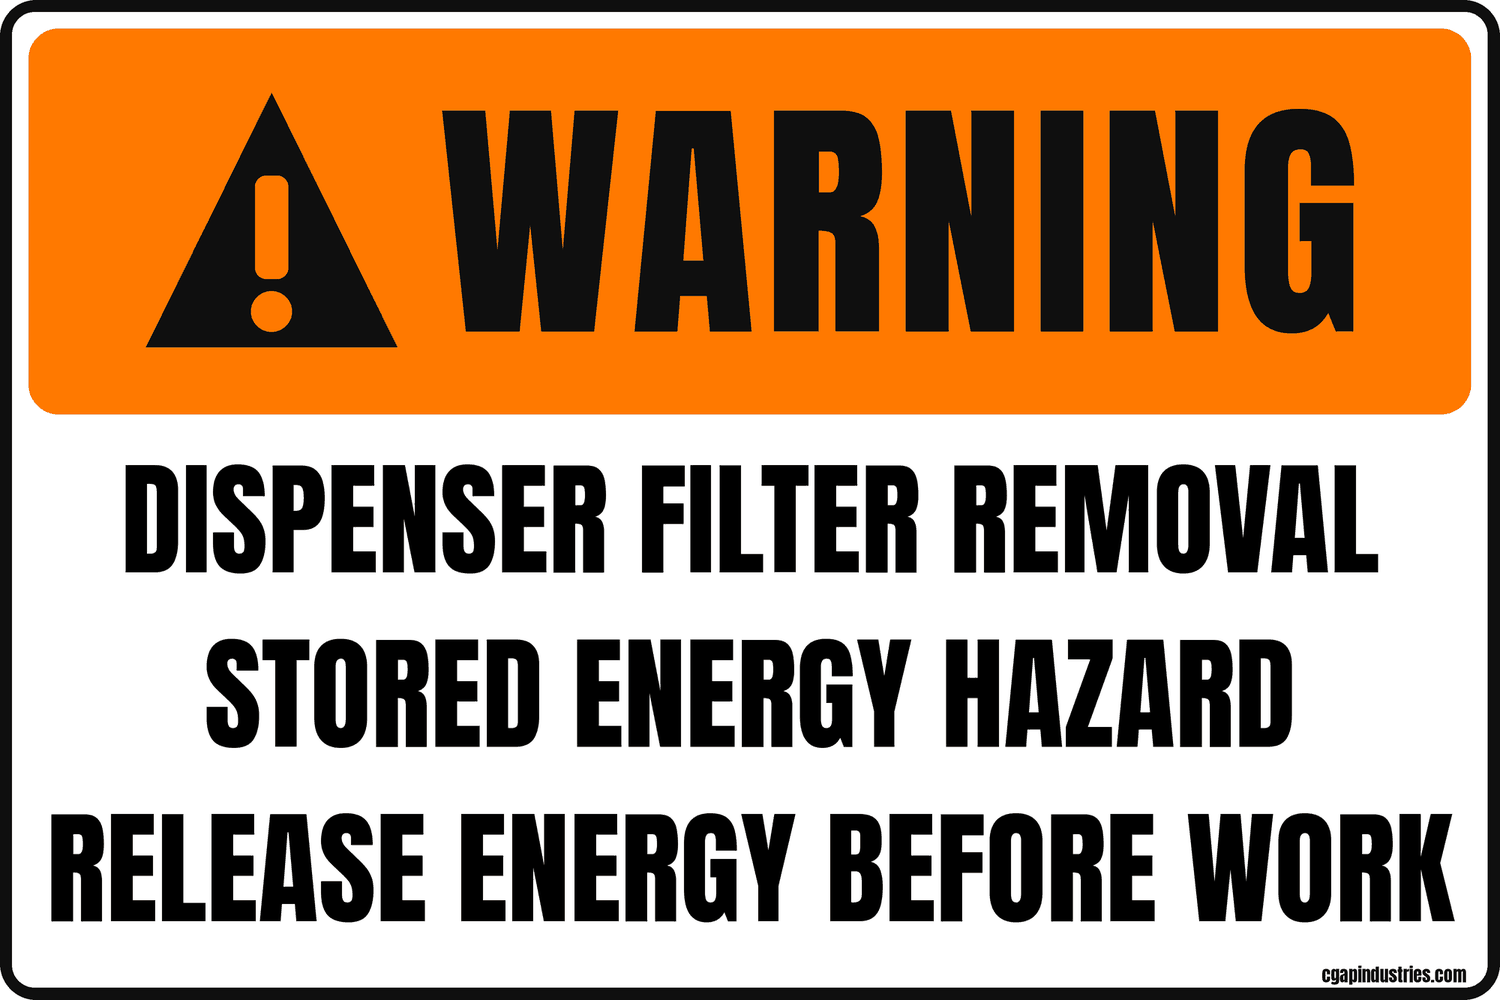 WARNING
DISPENSER FILTER REMOVAL
STORED ENERGY HAZARD
RELEASE ENERGY BEFORE WORK
cgapindustries.com